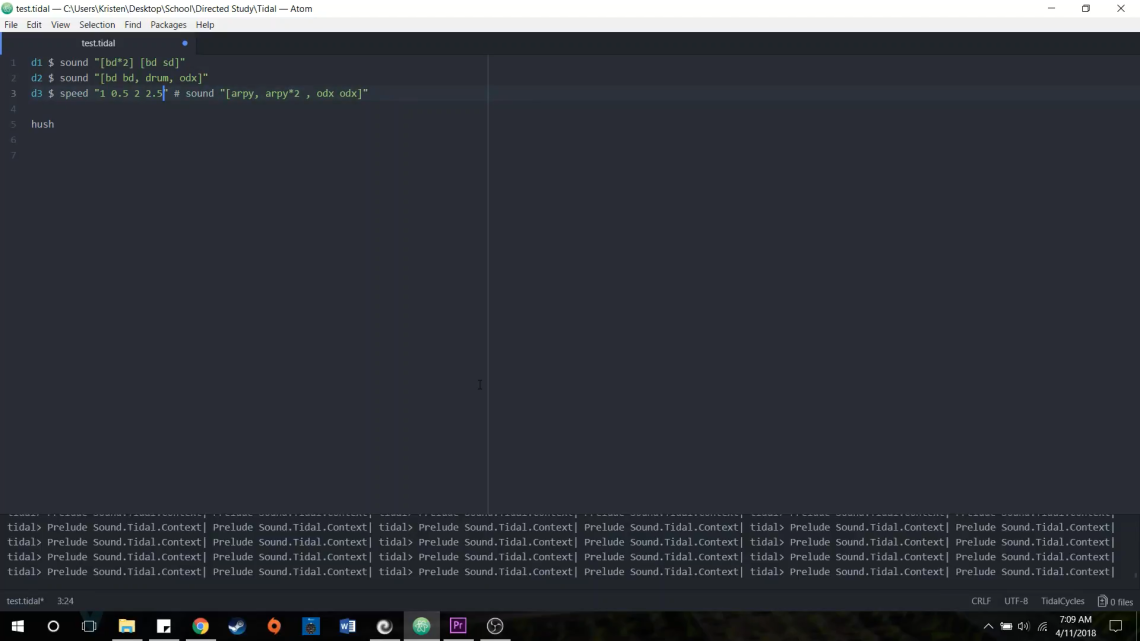 test.tidal — C:\Users\Kristen\Desktop\School\Directed Study\Tidal — Atom
File Edit View Selection Find Packages Help
test.tidal
1 d1 $ sound "[bd*2] [bd sd]"
2 d2 $ sound "[bd bd, drum, odx]"
3 d3 $ speed "1 0.5 2 2.5" # sound "[arpy, arpy*2 , odx odx]"
4
5 hush
6
7
tidal> Prelude Sound.Tidal.Context| Prelude Sound.Tidal.Context| tidal> Prelude Sound.Tidal.Context| Prelude Sound.Tidal.Context| tidal> Prelude Sound.Tidal.Context| Prelude Sound.Tidal.Context|
tidal> Prelude Sound.Tidal.Context| Prelude Sound.Tidal.Context| tidal> Prelude Sound.Tidal.Context| Prelude Sound.Tidal.Context| tidal> Prelude Sound.Tidal.Context| Prelude Sound.Tidal.Context|
tidal> Prelude Sound.Tidal.Context| Prelude Sound.Tidal.Context| tidal> Prelude Sound.Tidal.Context| Prelude Sound.Tidal.Context| tidal> Prelude Sound.Tidal.Context| Prelude Sound.Tidal.Context|
tidal> Prelude Sound.Tidal.Context| Prelude Sound.Tidal.Context| tidal> Prelude Sound.Tidal.Context| Prelude Sound.Tidal.Context| tidal> Prelude Sound.Tidal.Context| Prelude Sound.Tidal.Context|
test.tidal* 3:24 CRLF UTF-8 TidalCycles 0 files
Pr
7:09 AM
4/11/2018